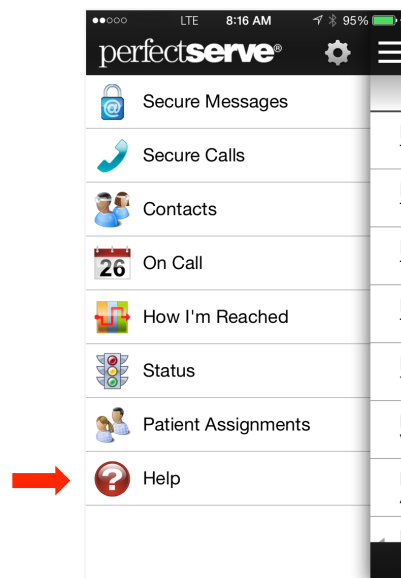 LTE 8:16 AM 95%
perfectserve®
Secure Messages
Secure Calls
Contacts
26 On Call
How I'm Reached
Status
Patient Assignments
Help